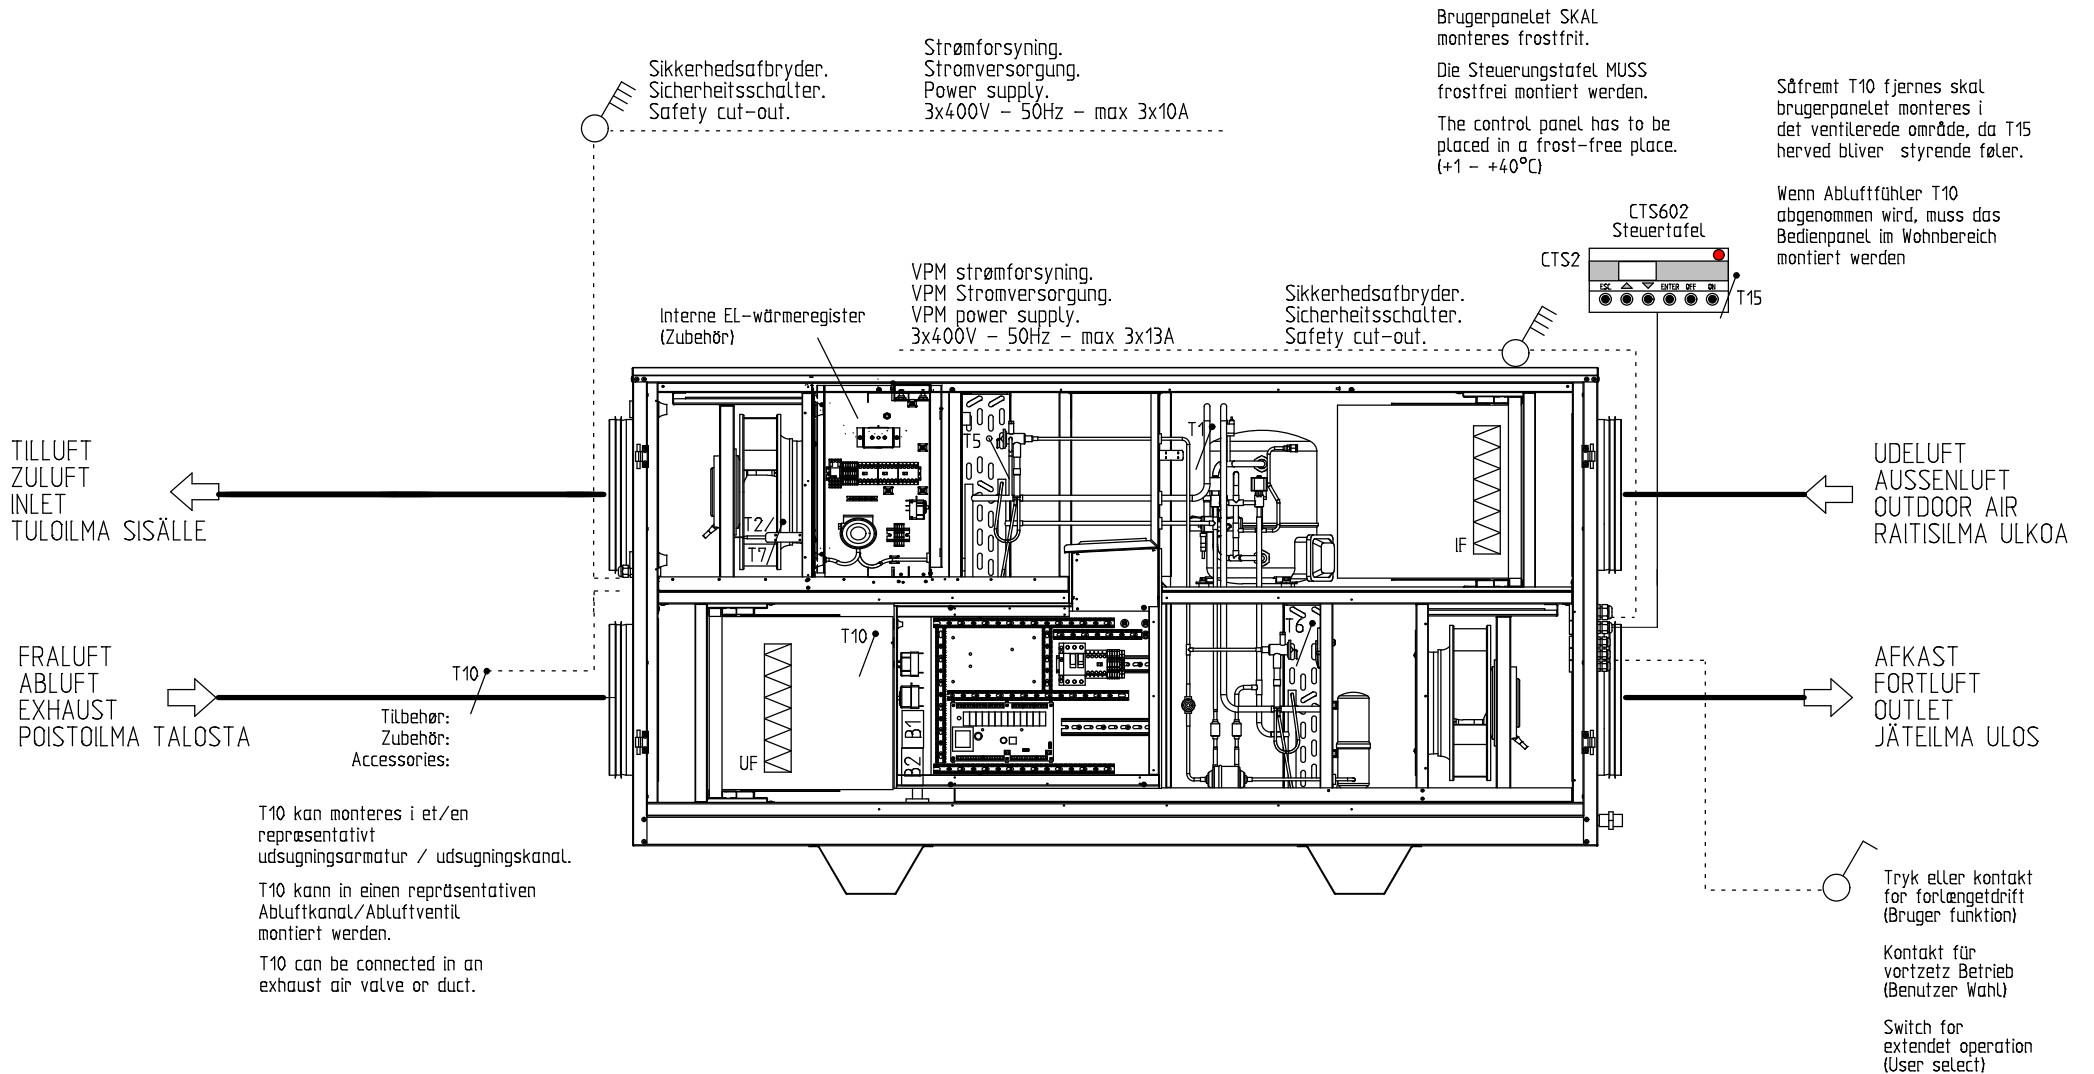 Brugerpanelet SKAL
monteres frostfrit.
Die Steuerungstafel MUSS
frostfrei montiert werden.
The control panel has to be
placed in a frost-free place.
(+1 - +40°C)
Strømforsyning.
Stromversorgung.
Power supply.
3x400V - 50Hz - max 3x10A
Sikkerhedsafbryder.
Sicherheitsschalter.
Safety cut-out.
Såfremt T10 fjernes skal
brugerpanelet monteres i
det ventilerede område, da T15
herved bliver styrende føler.
Wenn Abluftfühler T10
abgenommen wird, muss das
Bedienpanel im Wohnbereich
montiert werden
CTS602
Steuertafel
CTS2
ESC ENTER OFF ON
T15
VPM strømforsyning.
VPM Stromversorgung.
VPM power supply.
3x400V - 50Hz - max 3x13A
Sikkerhedsafbryder.
Sicherheitsschalter.
Safety cut-out.
Interne EL-wärmeregister
(Zubehör)
TILLUFT
ZULUFT
INLET
TULOILMA SISÄLLE
T2/
T7
T5
T1
IF
UDELUFT
AUSSENLUFT
OUTDOOR AIR
RAITISILMA ULKOA
FRALUFT
ABLUFT
EXHAUST
POISTOILMA TALOSTA
T10
Tilbehør:
Zubehör:
Accessories:
UF
T10
B1
B2
T6
AFKAST
FORTLUFT
OUTLET
JÄTEILMA ULOS
T10 kan monteres i et/en
repræsentativt
udsugningsarmatur / udsugningskanal.
T10 kann in einen repräsentativen
Abluftkanal/Abluftventil
montiert werden.
T10 can be connected in an
exhaust air valve or duct.
Tryk eller kontakt
for forlængetdrift
(Bruger funktion)
Kontakt für
vortzetz Betrieb
(Benutzer Wahl)
Switch for
extendet operation
(User select)